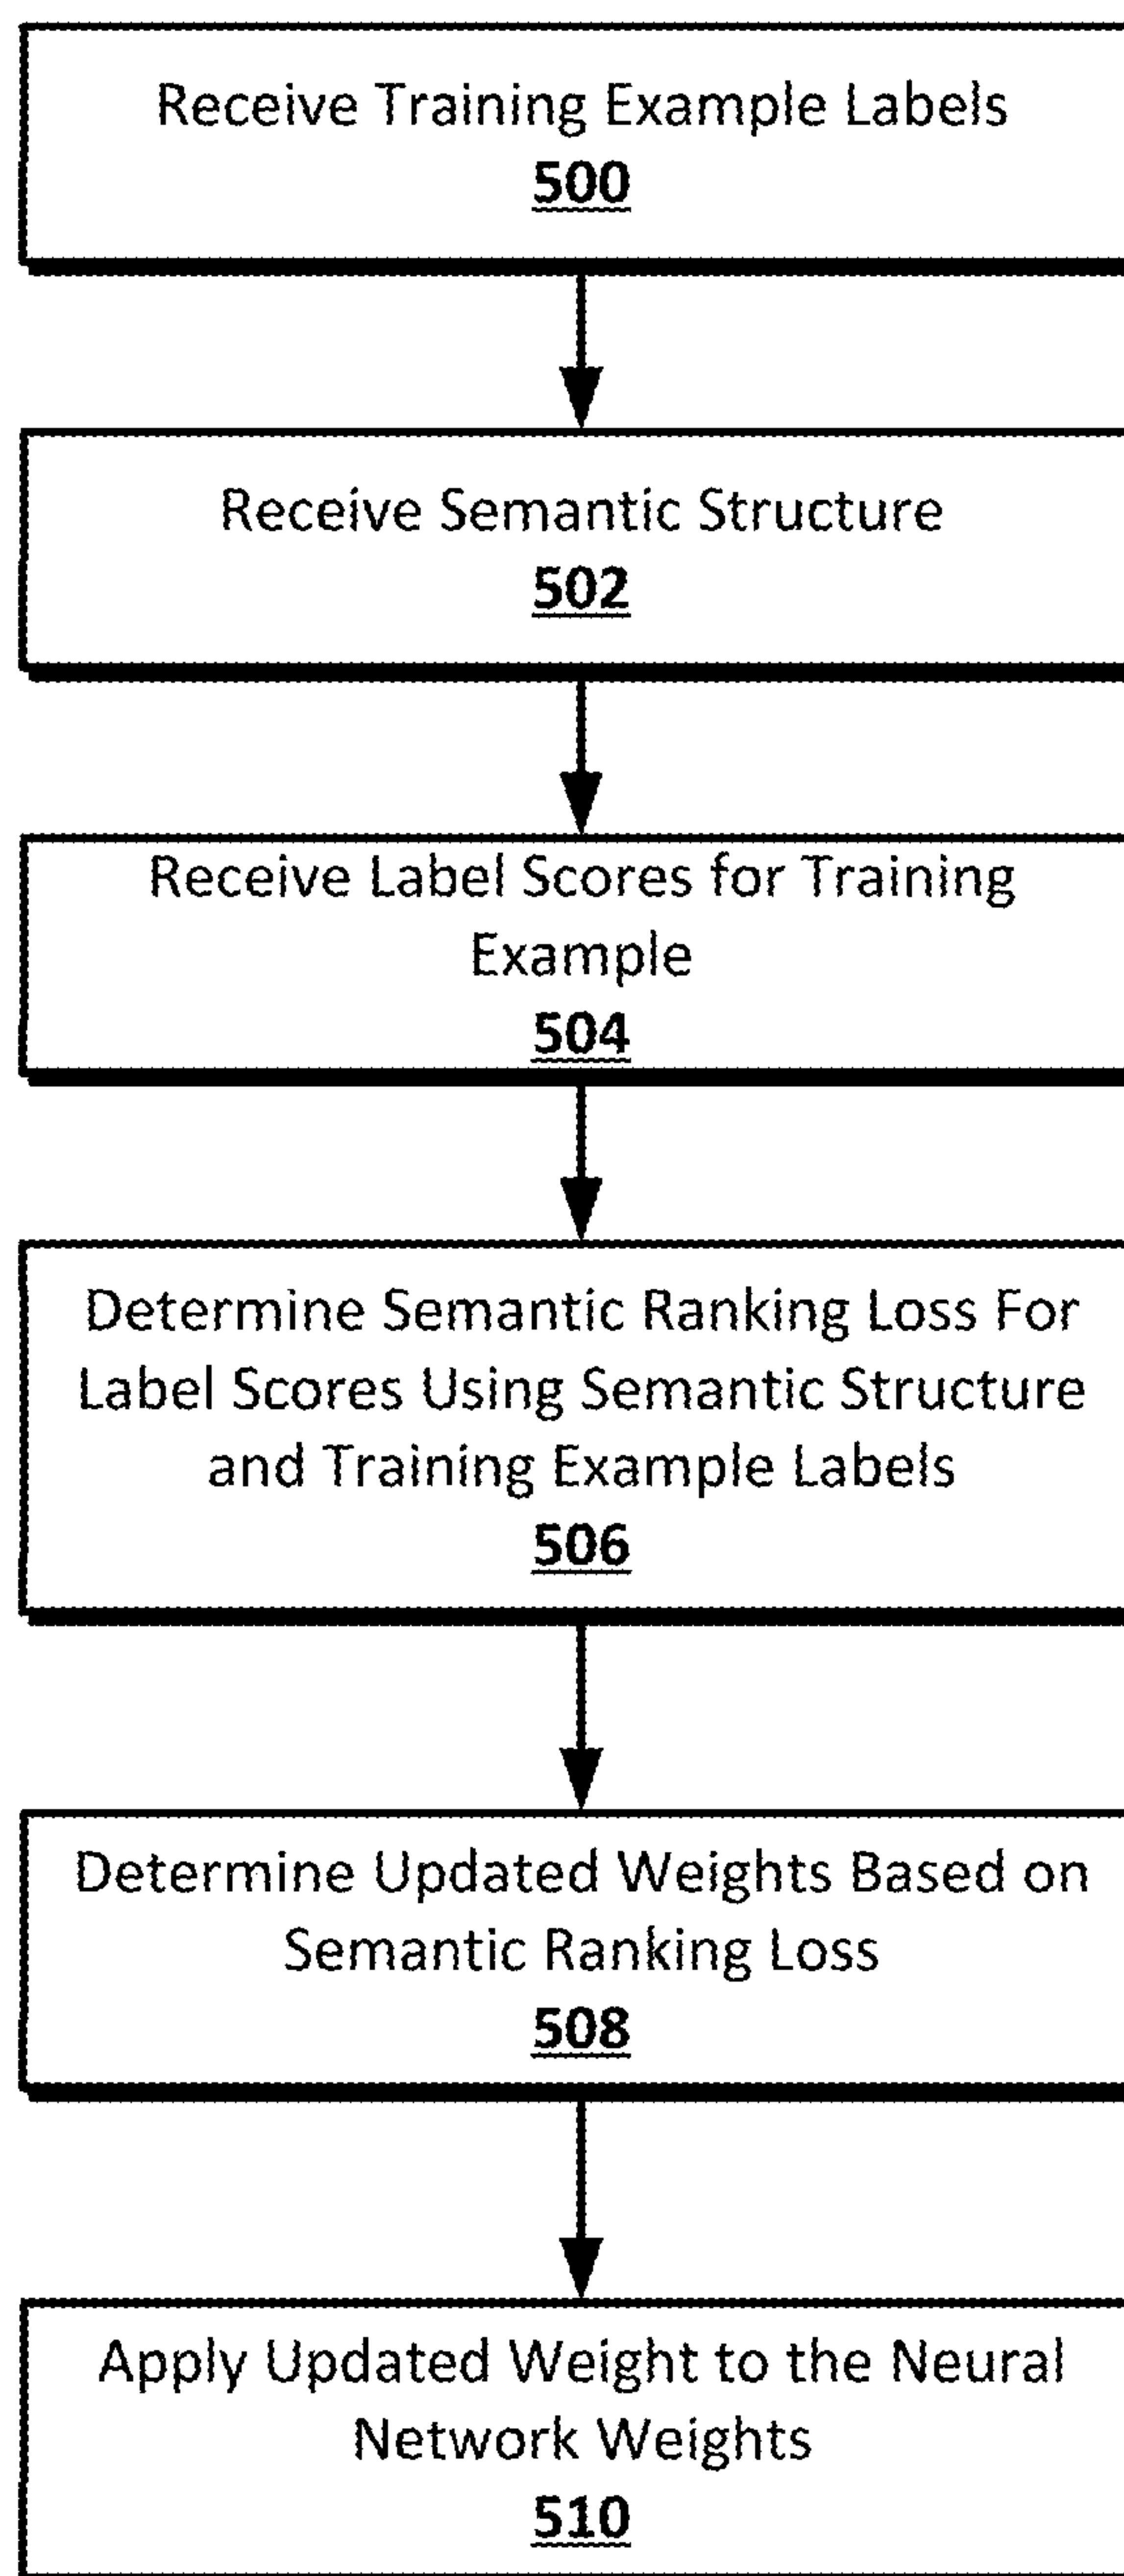 Receive Training Example Labels
500
Receive Semantic Structure
502
Receive Label Scores for Training
Example
504
Determine Semantic Ranking Loss For
Label Scores Using Semantic Structure
and Training Example Labels
506
Determine Updated Weights Based on
Semantic Ranking Loss
508
Apply Updated Weight to the Neural
Network Weights
510